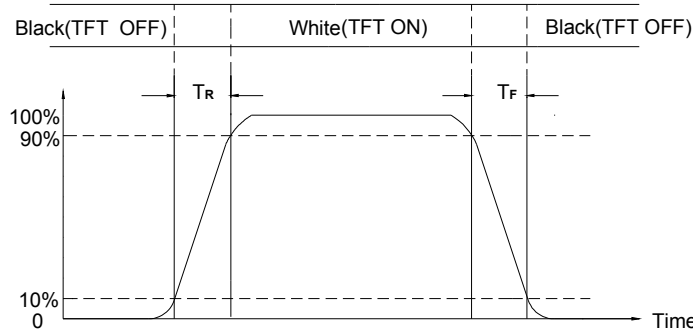 Black(TFT OFF) White(TFT ON) Black(TFT OFF)
TR TF
100%
90%
10%
0
Time